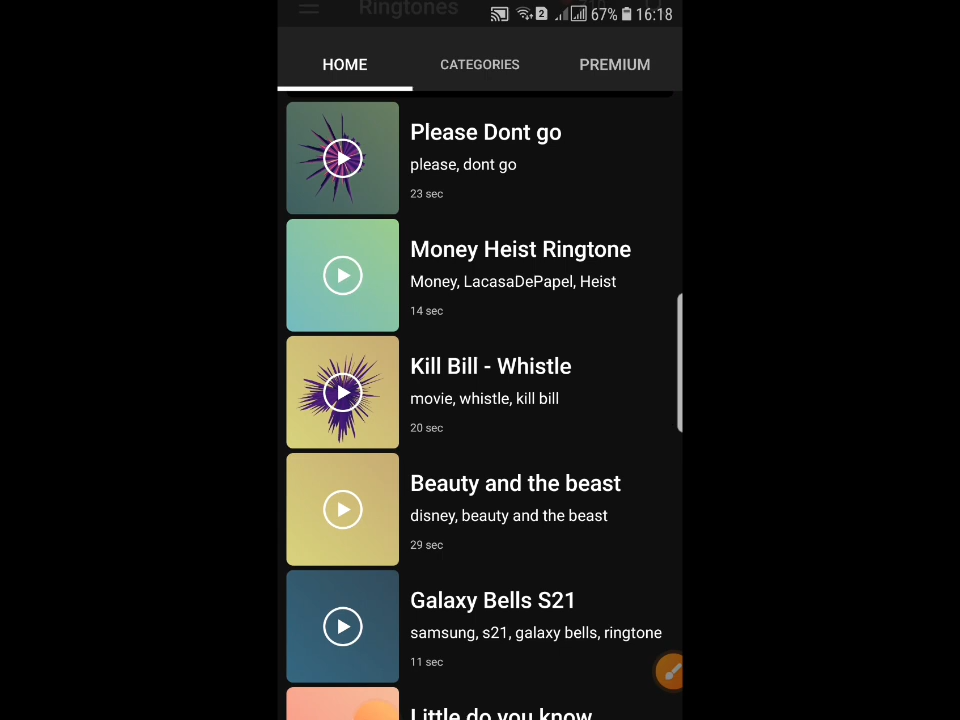 Ringtones
2 67% 16:18
HOME CATEGORIES PREMIUM
Please Dont go
please, dont go
23 sec
Money Heist Ringtone
Money, LacasaDePapel, Heist
14 sec
Kill Bill - Whistle
movie, whistle, kill bill
20 sec
Beauty and the beast
disney, beauty and the beast
29 sec
Galaxy Bells S21
samsung, s21, galaxy bells, ringtone
11 sec
Little do you know